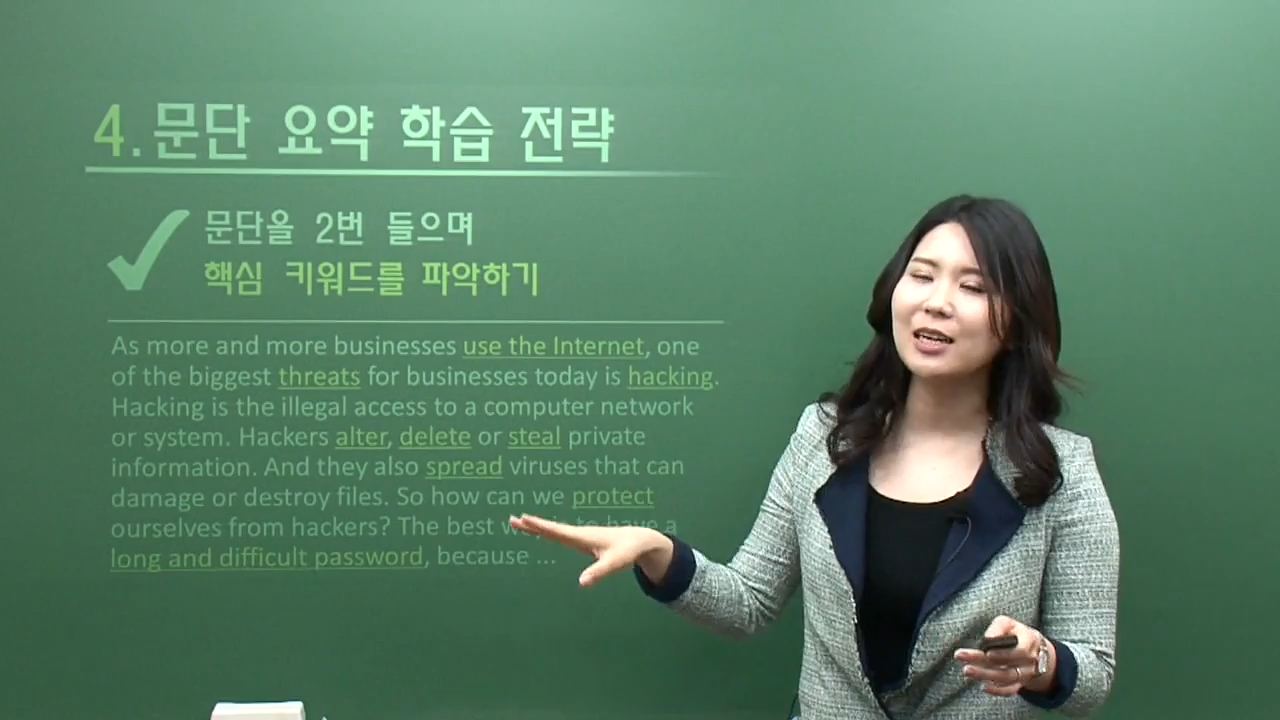 4. 문단 요약 학습 전략
문단을 2번 들으며
핵심 키워드를 파악하기
As more and more businesses use the Internet, one
of the biggest threats for businesses today is hacking.
Hacking is the illegal access to a computer network
or system. Hackers alter, delete or steal private
information. And they also spread viruses that can
damage or destroy files. So how can we protect
ourselves from hackers? The best way is to have a
long and difficult password, because ...